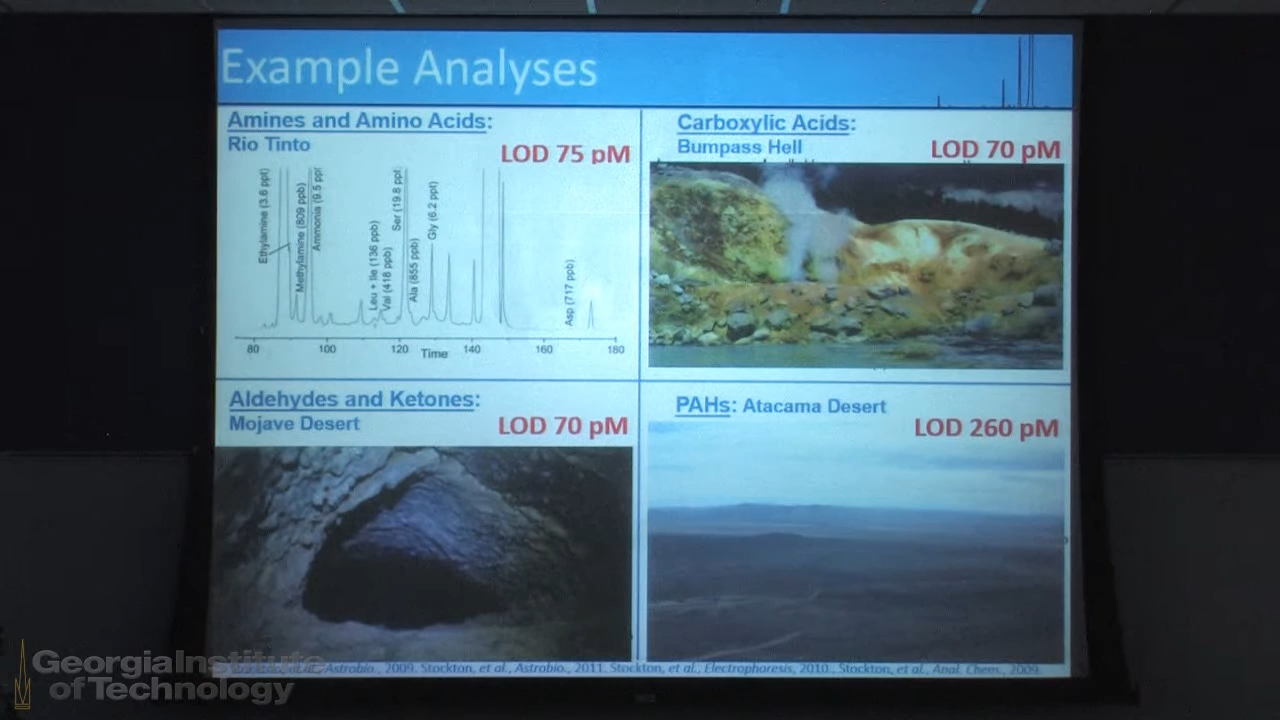 Example Analyses
Amines and Amino Acids:
Rio Tinto
LOD 75 pM
Ethylamine (3.6 ppt)
Methylamine (809 ppb)
Ammonia (9.5 ppt
Leu + Ile (136 ppb)
Val (418 ppb)
Ser (19.8 ppt)
Ala (855 ppb)
Gly (6.2 ppt)
Asp (717 ppb)
80 100 120 140 160 180
Time
Carboxylic Acids:
Bumpass Hell
LOD 70 pM
Aldehydes and Ketones:
Mojave Desert
LOD 70 pM
PAHs: Atacama Desert
LOD 260 pM
Astrobio., 2009. Stockton, et al., Astrobio., 2011. Stockton, et al., Electrophoresis, 2010.. Stockton, et al., Anal. Chem., 2009.
Georgia Institute
of Technology